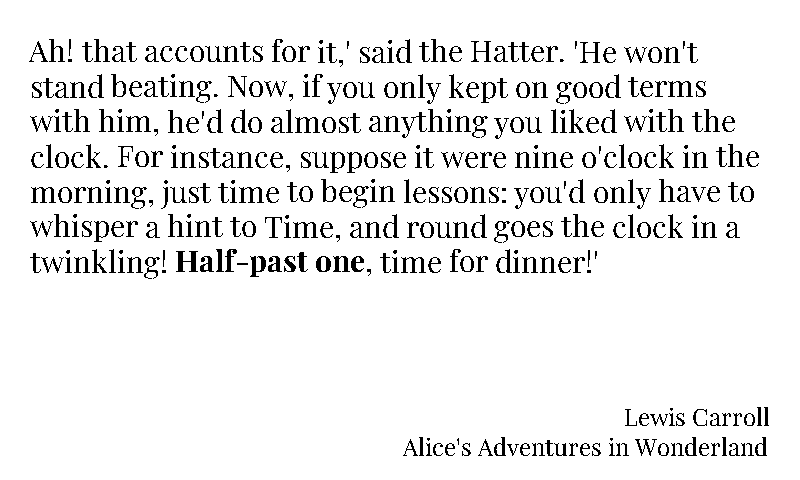 Ah! that accounts for it,' said the Hatter. 'He won't
stand beating. Now, if you only kept on good terms
with him, he'd do almost anything you liked with the
clock. For instance, suppose it were nine o'clock in the
morning, just time to begin lessons: you'd only have to
whisper a hint to Time, and round goes the clock in a
twinkling! Half-past one, time for dinner!'
Lewis Carroll
Alice's Adventures in Wonderland